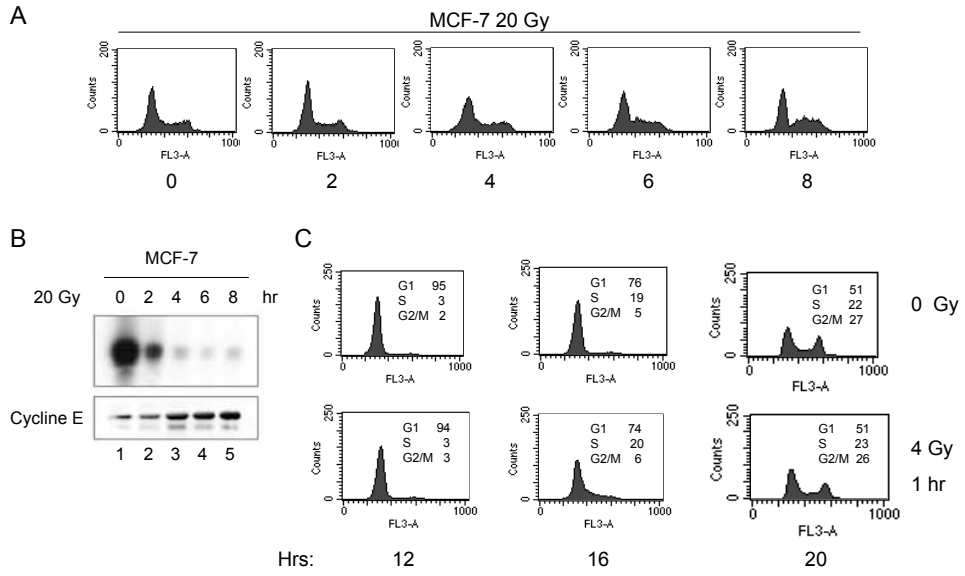 A
MCF-7 20 Gy
200
Counts
0
0
1000
FL3-A
0
200
Counts
0
0
1000
FL3-A
2
200
Counts
0
0
1000
FL3-A
4
200
Counts
0
0
1000
FL3-A
6
200
Counts
0
0
1000
FL3-A
8
B
MCF-7
20 Gy 0 2 4 6 8 hr
Cycline E
1 2 3 4 5
C
250
Counts
0
0
1000
FL3-A
G1 95
S 3
G2/M 2
250
Counts
0
0
1000
FL3-A
G1 76
S 19
G2/M 5
250
Counts
0
0
1000
FL3-A
G1 51
S 22
G2/M 27
0 Gy
250
Counts
0
0
1000
FL3-A
G1 94
S 3
G2/M 3
250
Counts
0
0
1000
FL3-A
G1 74
S 20
G2/M 6
250
Counts
0
0
1000
FL3-A
G1 51
S 23
G2/M 26
4 Gy
1 hr
Hrs: 12 16 20